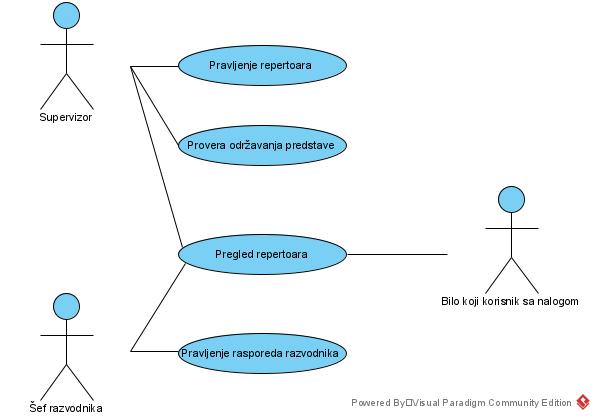 Pravljenje repertoara
Supervizor
Provera održavanja predstave
Pregled repertoara
Bilo koji korisnik sa nalogom
Pravljenje rasporeda razvodnika
Šef razvodnika
Powered By□Visual Paradigm Community Edition